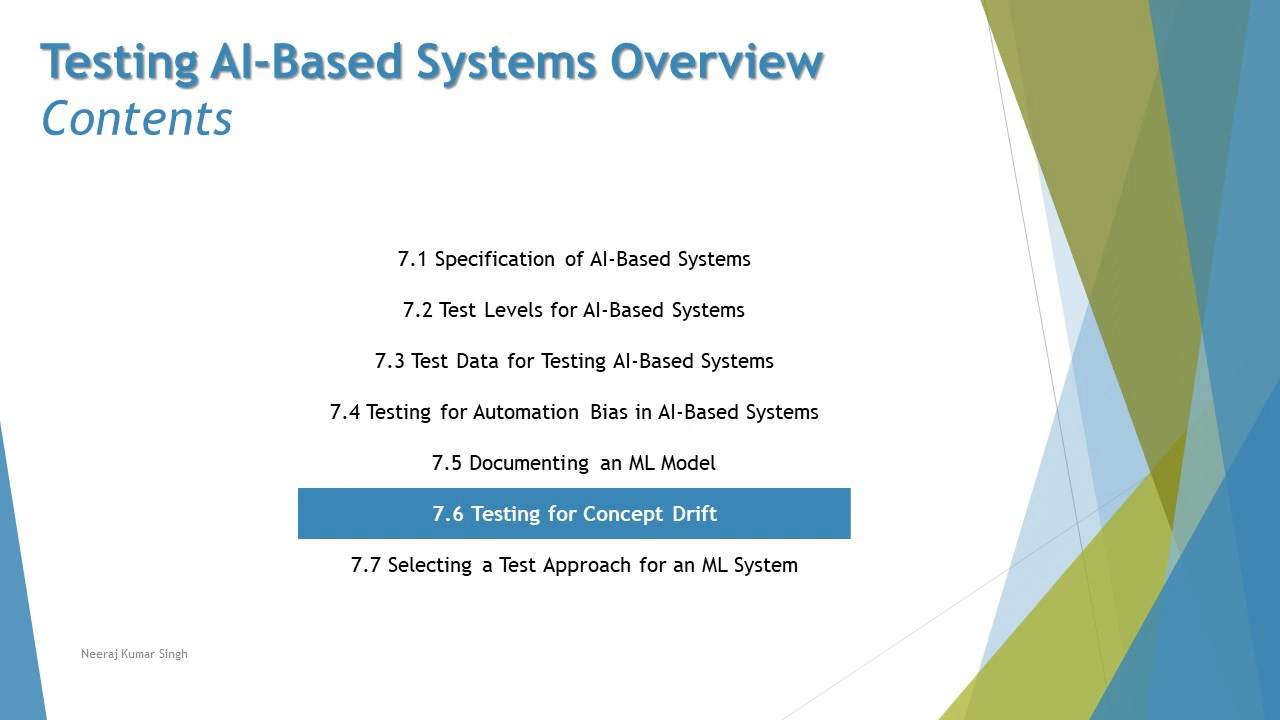 Testing AI-Based Systems Overview
Contents
7.1 Specification of AI-Based Systems
7.2 Test Levels for AI-Based Systems
7.3 Test Data for Testing AI-Based Systems
7.4 Testing for Automation Bias in AI-Based Systems
7.5 Documenting an ML Model
7.6 Testing for Concept Drift
7.7 Selecting a Test Approach for an ML System
Neeraj Kumar Singh